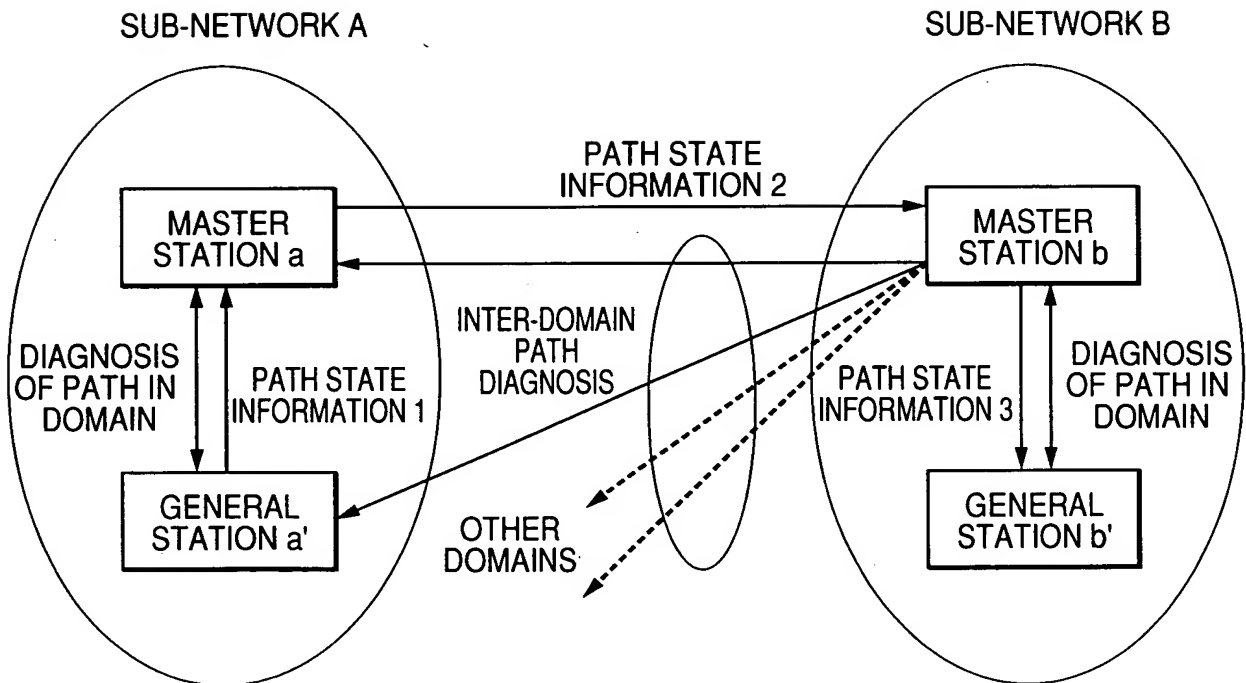 SUB-NETWORK A
SUB-NETWORK B
PATH STATE
INFORMATION 2
MASTER
STATION a
MASTER
STATION b
INTER-DOMAIN
PATH
DIAGNOSIS
DIAGNOSIS
OF PATH IN
DOMAIN
PATH STATE
INFORMATION 1
PATH STATE
INFORMATION 3
DIAGNOSIS
OF PATH IN
DOMAIN
GENERAL
STATION a'
OTHER
DOMAINS
GENERAL
STATION b'